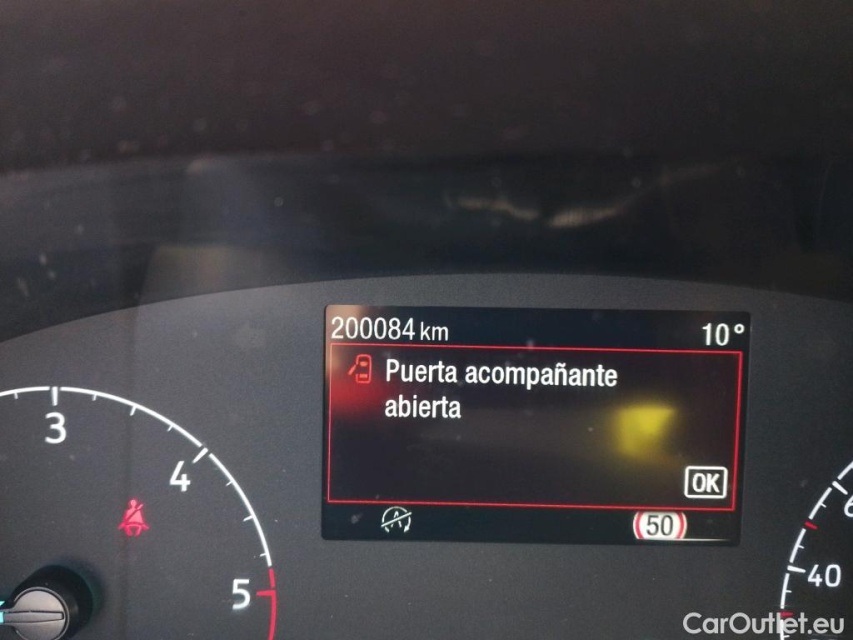 200084 km
10°
Puerta acompañante
abierta
OK
50
3
4
5
40
CarOutlet.eu